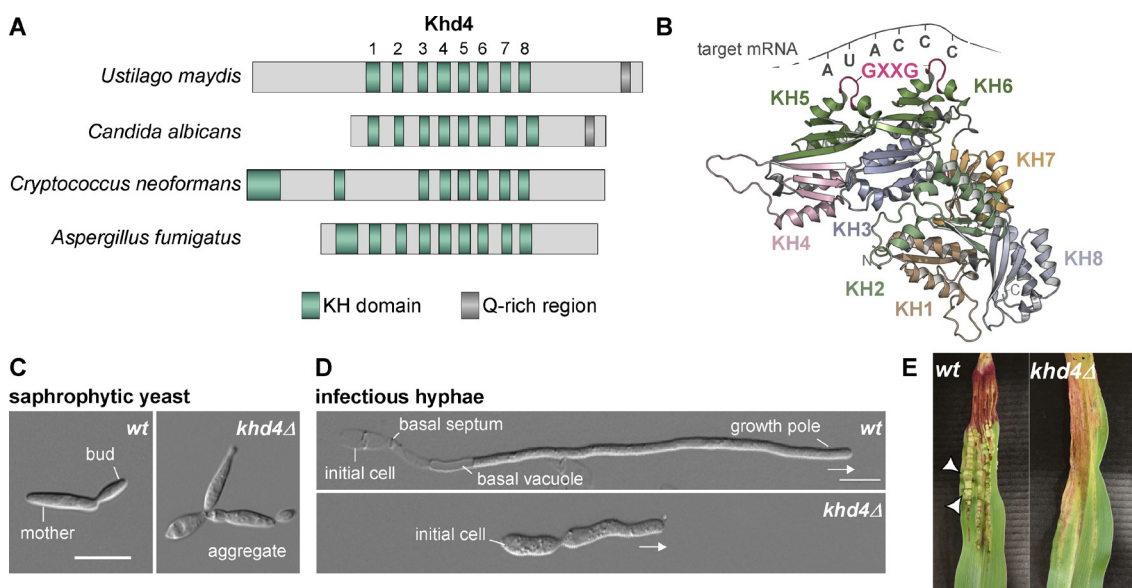 A
Khd4
1 2 3 4 5 6 7 8
Ustilago maydis
Candida albicans
Cryptococcus neoformans
Aspergillus fumigatus
KH domain
Q-rich region
B
target mRNA
A U A C C C
GXXG
KH5
KH6
KH7
KH4
KH3
N
KH8
KH2
C
KH1
C
saphrophytic yeast
wt
bud
mother
khd4Δ
aggregate
D
infectious hyphae
wt
basal septum
growth pole
initial cell
basal vacuole
khd4Δ
initial cell
E
wt
khd4Δ